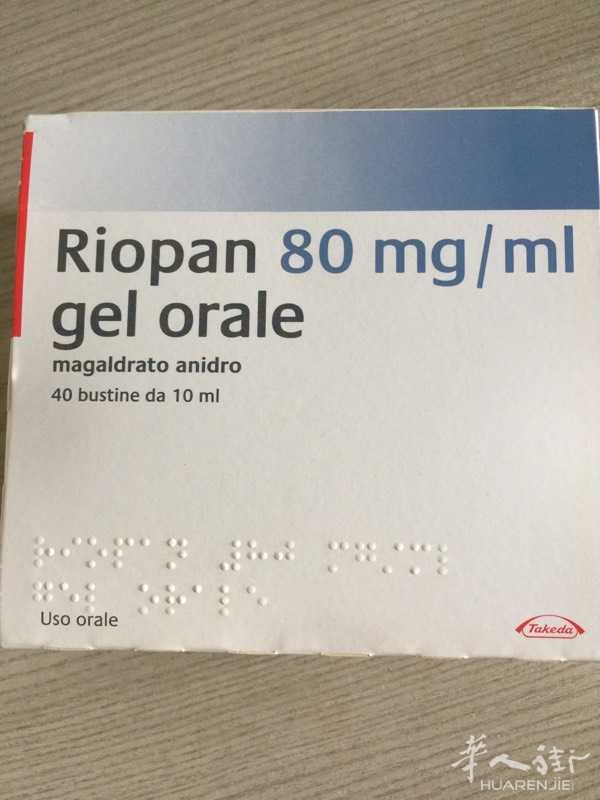 Riopan 80 mg/ml
gel orale
magaldrato anidro
40 bustine da 10 ml
Uso orale
Takeda
华人街
HUARENJIE